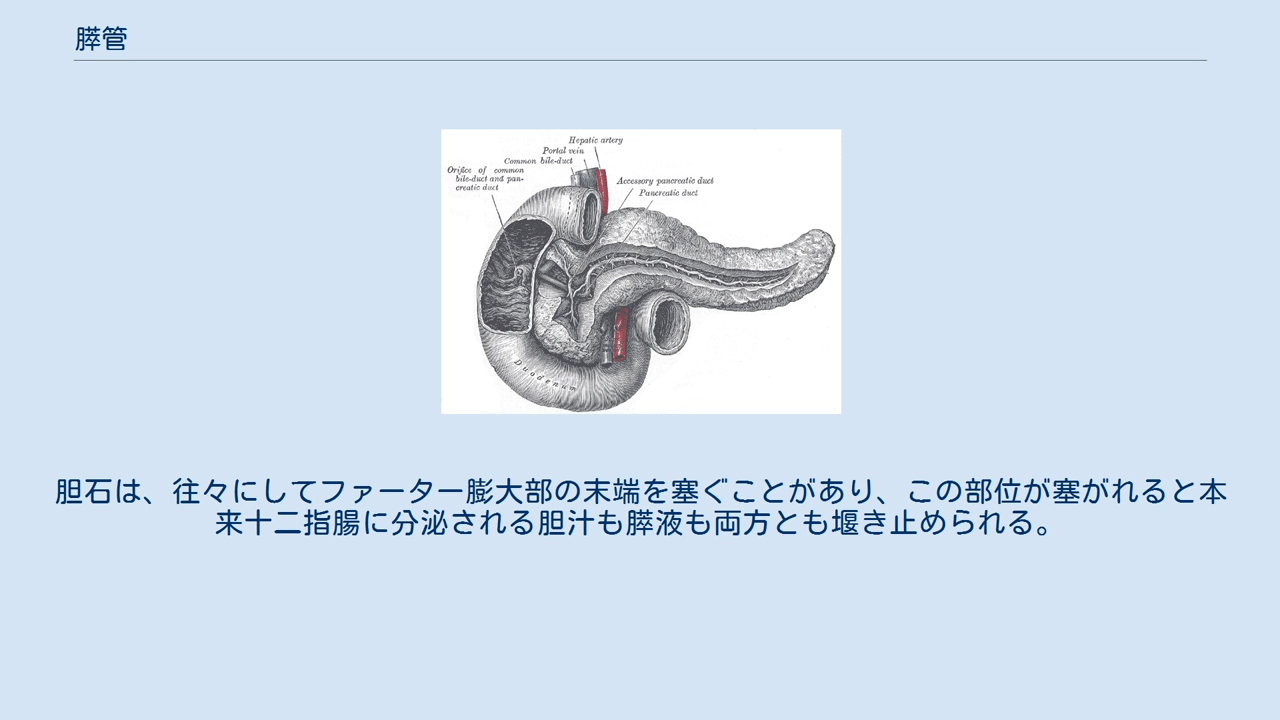 膵管
Hepatic artery
Portal vein
Common bile-duct
Orifice of common
bile-duct and pan-
creatic duct
Accessory pancreatic duct
Pancreatic duct
Duodenum
胆石は、往々にしてファーター膨大部の末端を塞ぐことがあり、この部位が塞がれると本
来十二指腸に分泌される胆汁も膵液も両方とも堰き止められる。